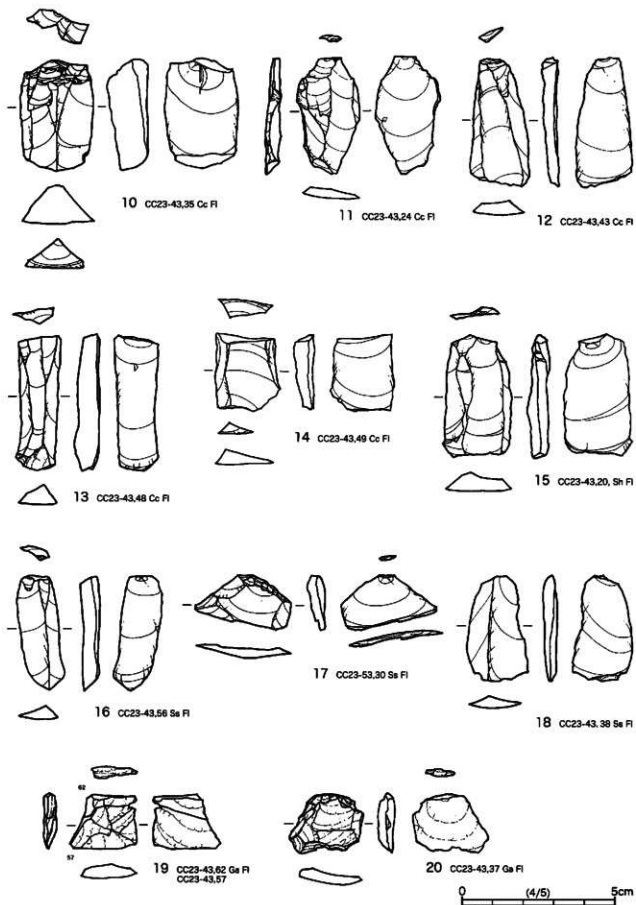 10 CC23-43,35 Cc Fl
11 CC23-43,24 Cc Fl
12 CC23-43,43 Cc Fl
13 CC23-43,48 Cc Fl
14 CC23-43,49 Cc Fl
15 CC23-43,20, Sh Fl
16 CC23-43,56 Ss Fl
17 CC23-53,30 Ss Fl
18 CC23-43. 38 Ss Fl
62
57
19 CC23-43,62 Ga Fl
CC23-43,57
20 CC23-43,37 Ga Fl
0 (4/5) 5cm